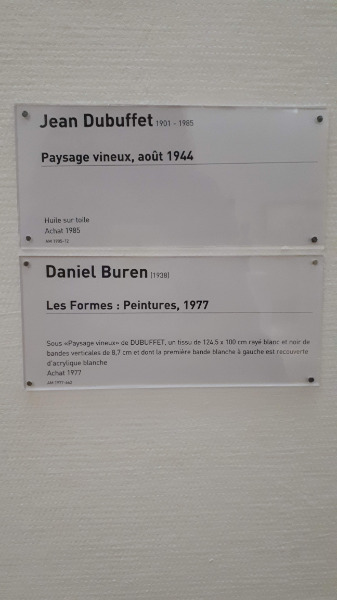 Jean Dubuffet 1901 - 1985
Paysage vineux, août 1944
Huile sur toile
Achat 1985
Daniel Buren (1938)
Les Formes : Peintures, 1977
Sous «Paysage vineux» de DUBUFFET, un tissu de 124,5 x 100 cm rayé blanc et noir de
bandes verticales de 8,7 cm et dont la première bande blanche à gauche est recouverte
d'acrylique blanche
Achat 1977